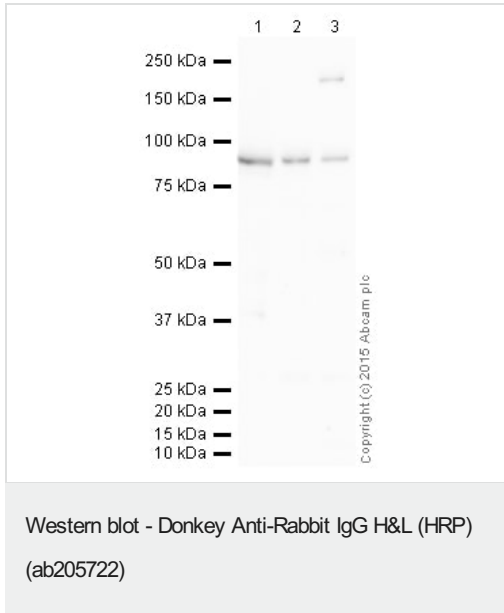 1 2 3
250 kDa
150 kDa
100 kDa
75 kDa
50 kDa
37 kDa
25 kDa
20 kDa
15 kDa
10 kDa
Copyright (c) 2015 Abcam plc
Western blot - Donkey Anti-Rabbit IgG H&L (HRP)
(ab205722)